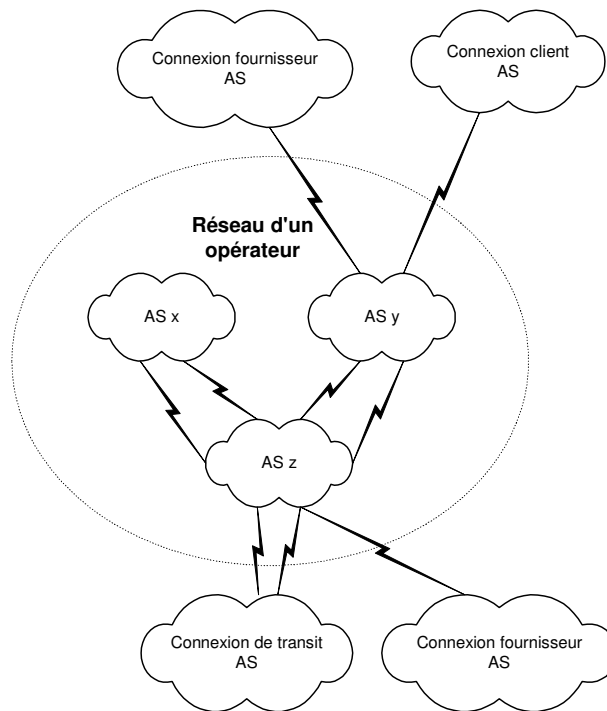 Connexion fournisseur
AS
Connexion client
AS
Réseau d'un
opérateur
AS x
AS y
AS z
Connexion de transit
AS
Connexion fournisseur
AS